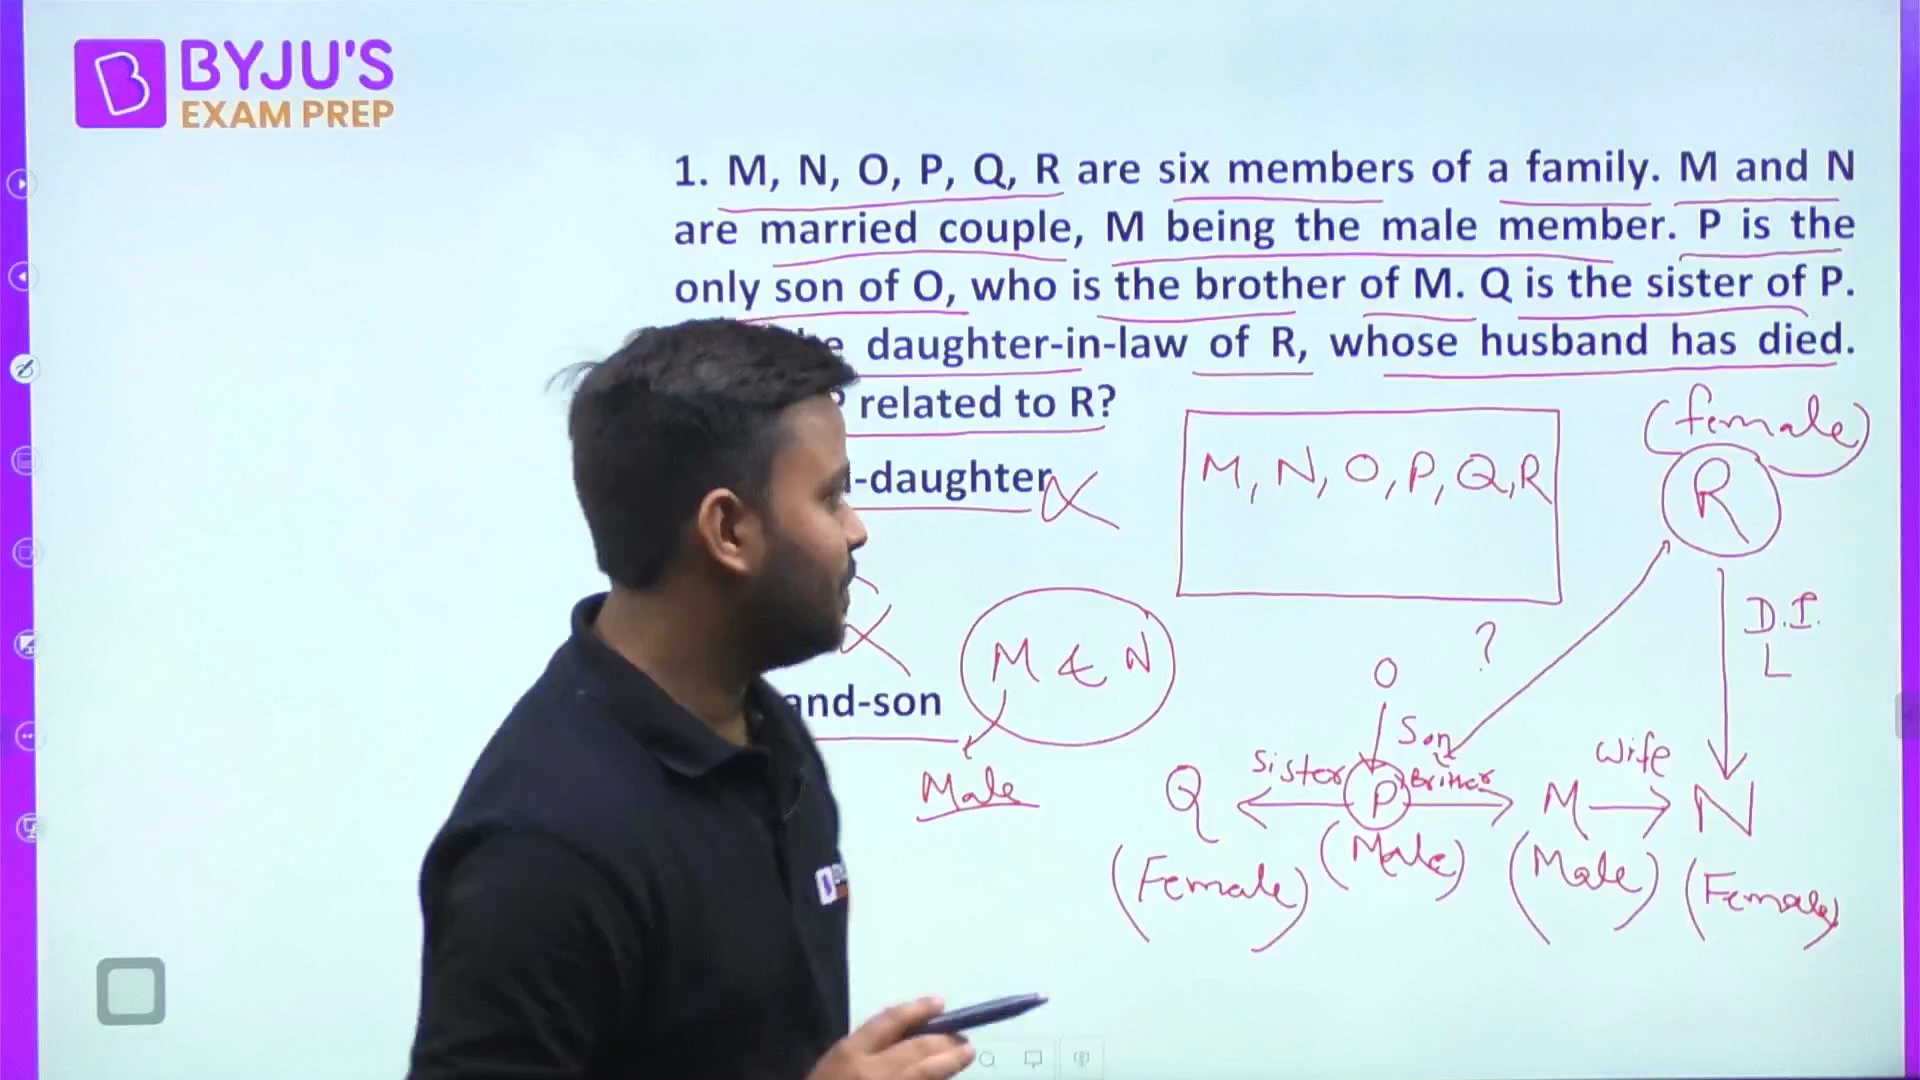 BYJU'S
EXAM PREP
1. M, N, O, P, Q, R are six members of a family. M and N
are married couple, M being the male member. P is the
only son of O, who is the brother of M. Q is the sister of P.
daughter-in-law of R, whose husband has died.
related to R?
-daughter
and-son
(female)
R
M, N, O, P, Q, R
D.I.
L
?
M & N
Male
O
Son
Sister
Brither
Wife
Q
P
M
N
(Female)
(Male)
(Male)
(Female)